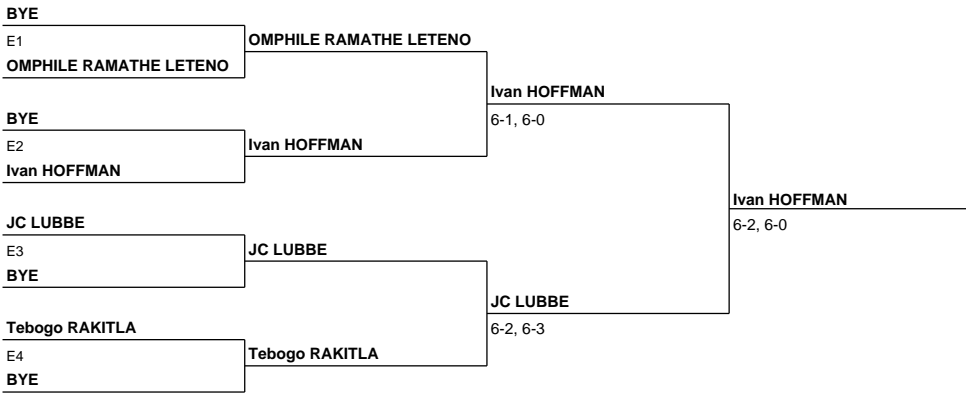 BYE
E1
OMPHILE RAMATHE LETENO
OMPHILE RAMATHE LETENO
BYE
E2
Ivan HOFFMAN
Ivan HOFFMAN
Ivan HOFFMAN
6-1, 6-0
JC LUBBE
E3
BYE
JC LUBBE
Tebogo RAKITLA
E4
BYE
Tebogo RAKITLA
JC LUBBE
6-2, 6-3
Ivan HOFFMAN
6-2, 6-0